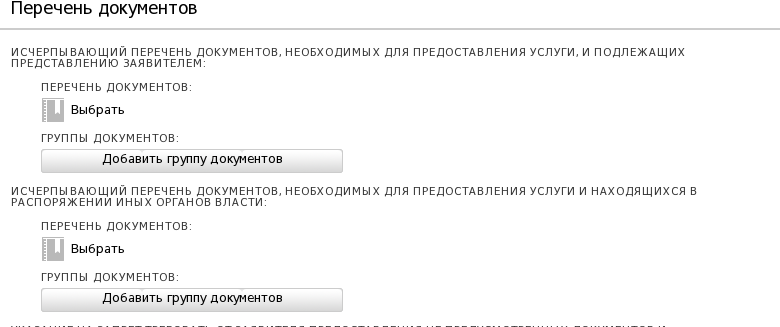 Перечень документов
ИСЧЕРПЫВАЮЩИЙ ПЕРЕЧЕНЬ ДОКУМЕНТОВ, НЕОБХОДИМЫХ ДЛЯ ПРЕДОСТАВЛЕНИЯ УСЛУГИ, И ПОДЛЕЖАЩИХ
ПРЕДСТАВЛЕНИЮ ЗАЯВИТЕЛЕМ:
ПЕРЕЧЕНЬ ДОКУМЕНТОВ:
Выбрать
ГРУППЫ ДОКУМЕНТОВ:
Добавить группу документов
ИСЧЕРПЫВАЮЩИЙ ПЕРЕЧЕНЬ ДОКУМЕНТОВ, НЕОБХОДИМЫХ ДЛЯ ПРЕДОСТАВЛЕНИЯ УСЛУГИ И НАХОДЯЩИХСЯ В
РАСПОРЯЖЕНИИ ИНЫХ ОРГАНОВ ВЛАСТИ:
ПЕРЕЧЕНЬ ДОКУМЕНТОВ:
Выбрать
ГРУППЫ ДОКУМЕНТОВ:
Добавить группу документов